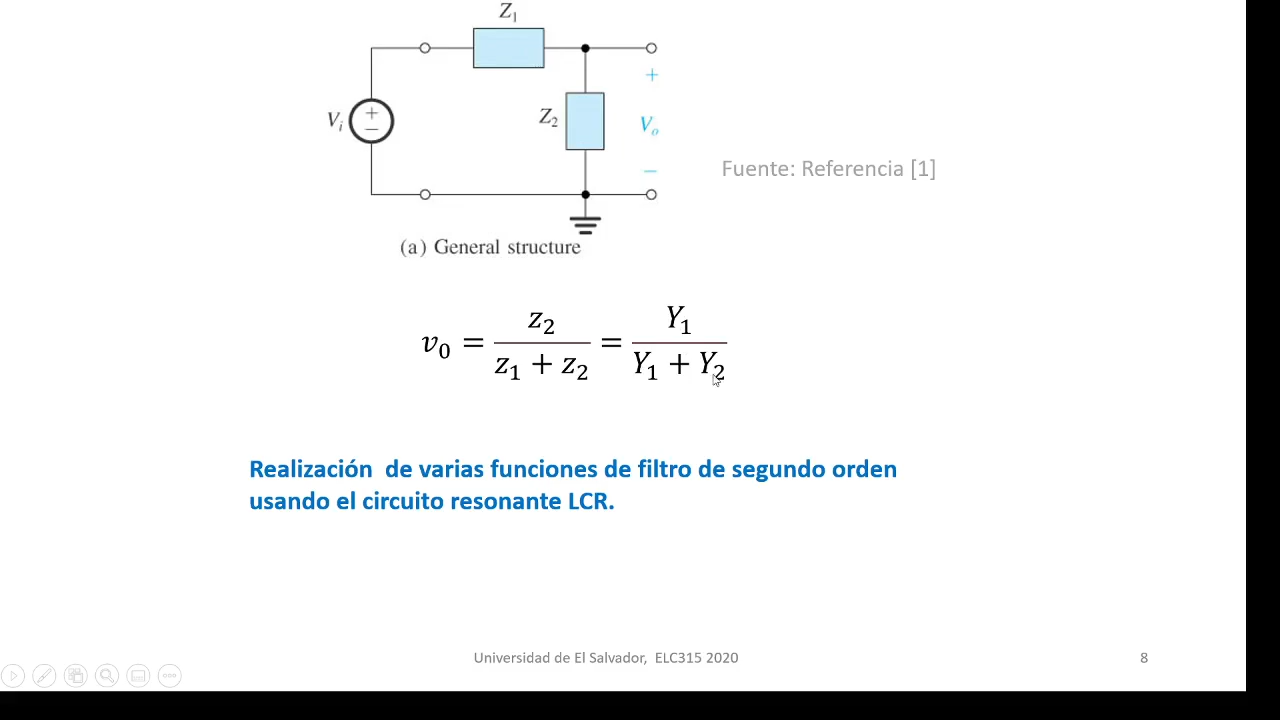 Z1
+
Vi
+
−
Z2
Vo
−
Fuente: Referencia [1]
(a) General structure
v0 = z2 / (z1 + z2) = Y1 / (Y1 + Y2)
Realización de varias funciones de filtro de segundo orden
usando el circuito resonante LCR.
Universidad de El Salvador, ELC315 2020
8